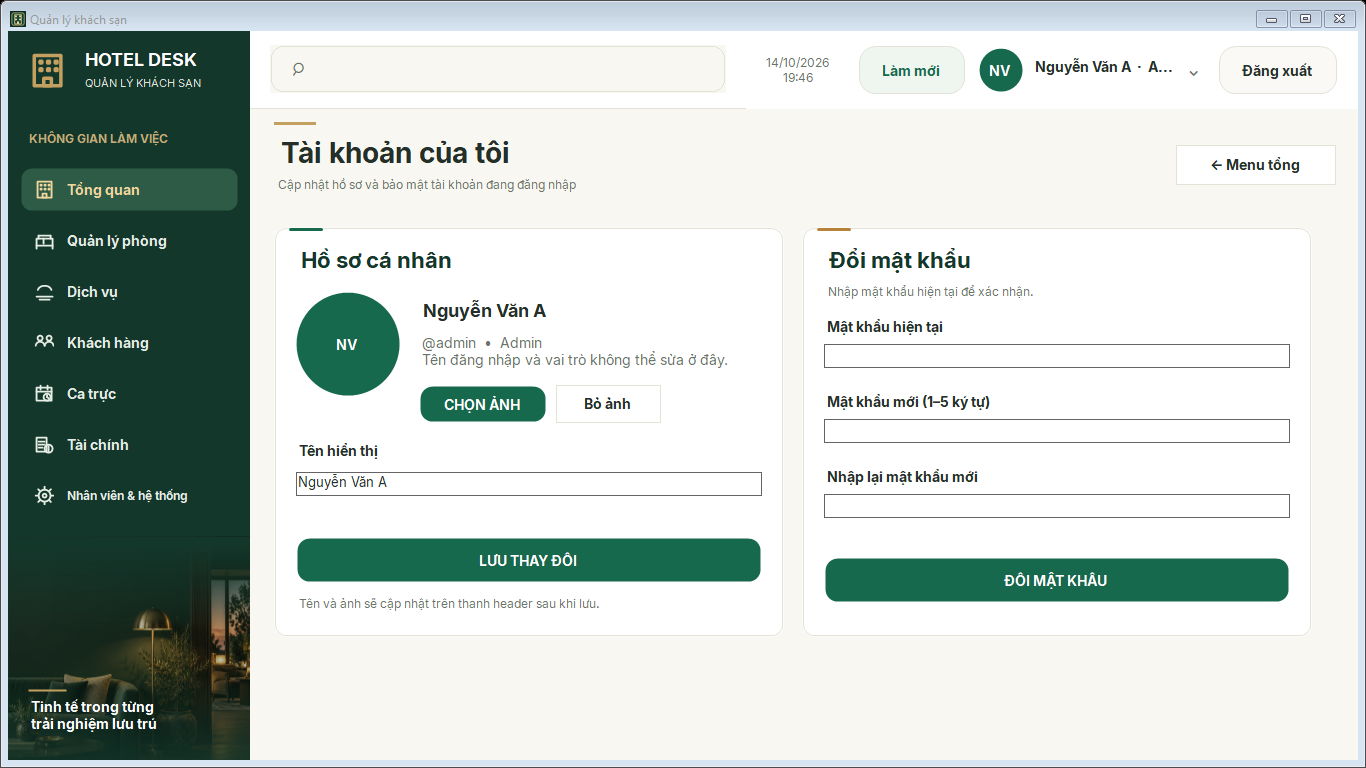 Quản lý khách sạn
HOTEL DESK
QUẢN LÝ KHÁCH SẠN
KHÔNG GIAN LÀM VIỆC
Tổng quan
Quản lý phòng
Dịch vụ
Khách hàng
Ca trực
Tài chính
Nhân viên & hệ thống
Tinh tế trong từng
trải nghiệm lưu trú
14/10/2026
19:46
Làm mới
NV
Nguyễn Văn A · A...
Đăng xuất
Tài khoản của tôi
Cập nhật hồ sơ và bảo mật tài khoản đang đăng nhập
← Menu tổng
Hồ sơ cá nhân
NV
Nguyễn Văn A
@admin • Admin
Tên đăng nhập và vai trò không thể sửa ở đây.
CHỌN ẢNH
Bỏ ảnh
Tên hiển thị
Nguyễn Văn A
LƯU THAY ĐỔI
Tên và ảnh sẽ cập nhật trên thanh header sau khi lưu.
Đổi mật khẩu
Nhập mật khẩu hiện tại để xác nhận.
Mật khẩu hiện tại
Mật khẩu mới (1–5 ký tự)
Nhập lại mật khẩu mới
ĐỔI MẬT KHẨU